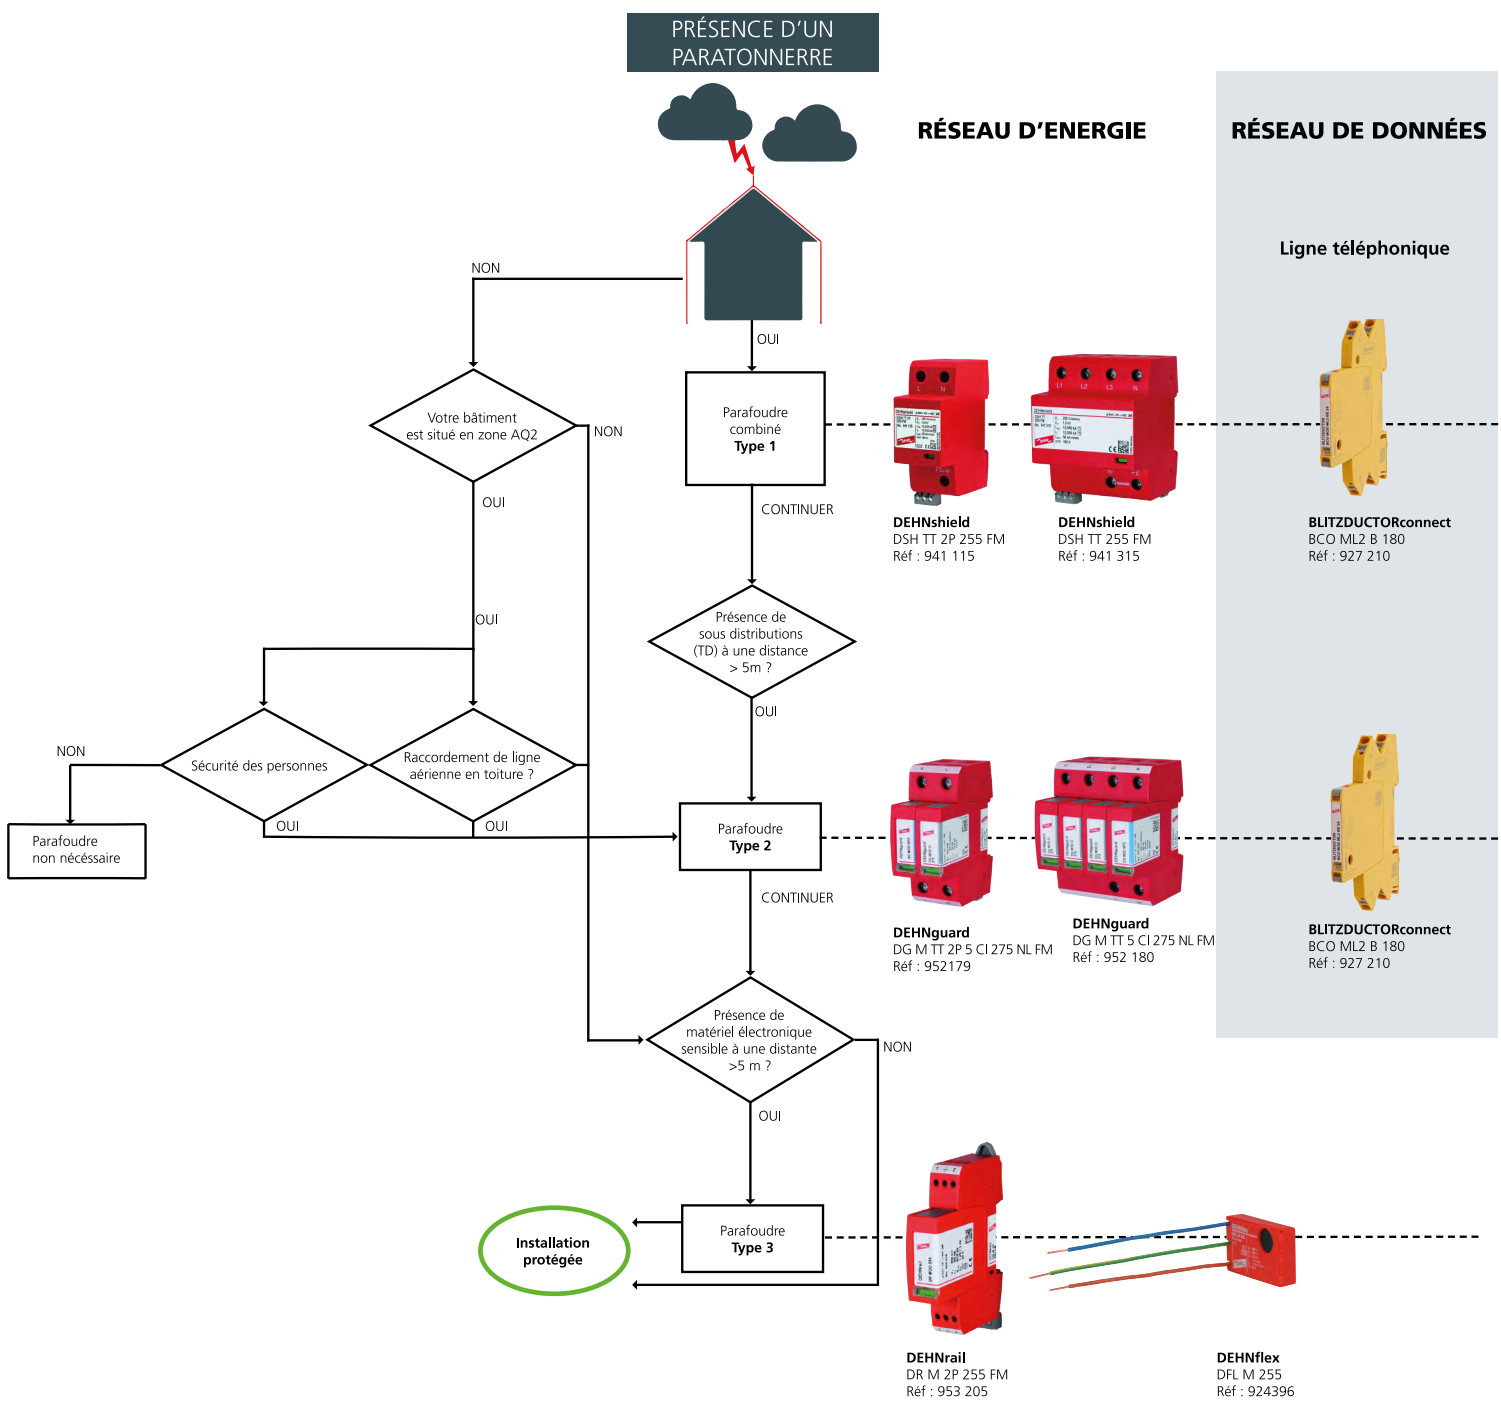 PRÉSENCE D’UN
PARATONNERRE
RÉSEAU D’ENERGIE
RÉSEAU DE DONNÉES
Ligne téléphonique
NON
OUI
Votre bâtiment
est situé en zone AQ2
NON
OUI
Parafoudre
combiné
Type 1
CONTINUER
DEHNshield
DSH TT 2P 255 FM
Réf : 941 115
DEHNshield
DSH TT 255 FM
Réf : 941 315
BLITZDUCTORconnect
BCO ML2 B 180
Réf : 927 210
OUI
Présence de
sous distributions
(TD) à une distance
> 5m ?
OUI
NON
Sécurité des personnes
Raccordement de ligne
aérienne en toiture ?
OUI
OUI
Parafoudre
non nécéssaire
Parafoudre
Type 2
CONTINUER
DEHNguard
DG M TT 2P 5 CI 275 NL FM
Réf : 952179
DEHNguard
DG M TT 5 CI 275 NL FM
Réf : 952 180
BLITZDUCTORconnect
BCO ML2 B 180
Réf : 927 210
Présence de
matériel électronique
sensible à une distante
>5 m ?
NON
OUI
Installation
protégée
Parafoudre
Type 3
DEHNrail
DR M 2P 255 FM
Réf : 953 205
DEHNflex
DFL M 255
Réf : 924396